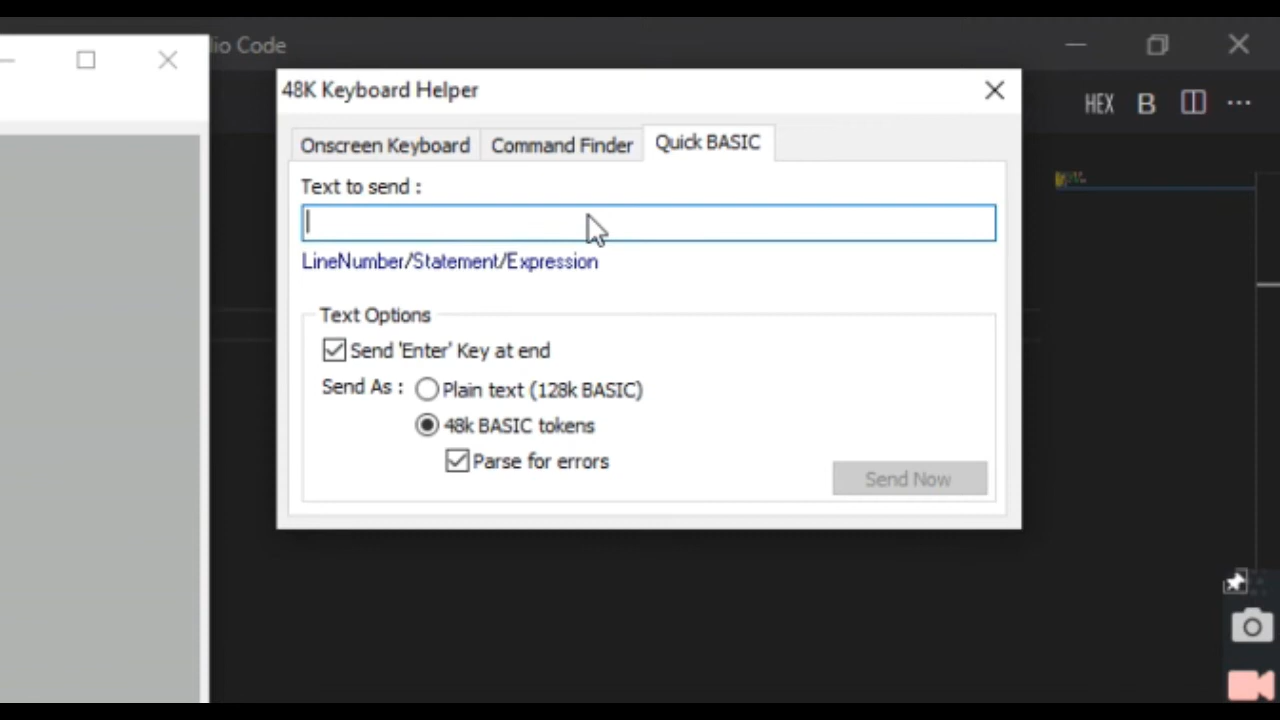 io Code
48K Keyboard Helper
HEX B
Onscreen Keyboard Command Finder Quick BASIC
Text to send :
LineNumber/Statement/Expression
Text Options
Send 'Enter' Key at end
Send As : Plain text (128k BASIC)
48k BASIC tokens
Parse for errors
Send Now